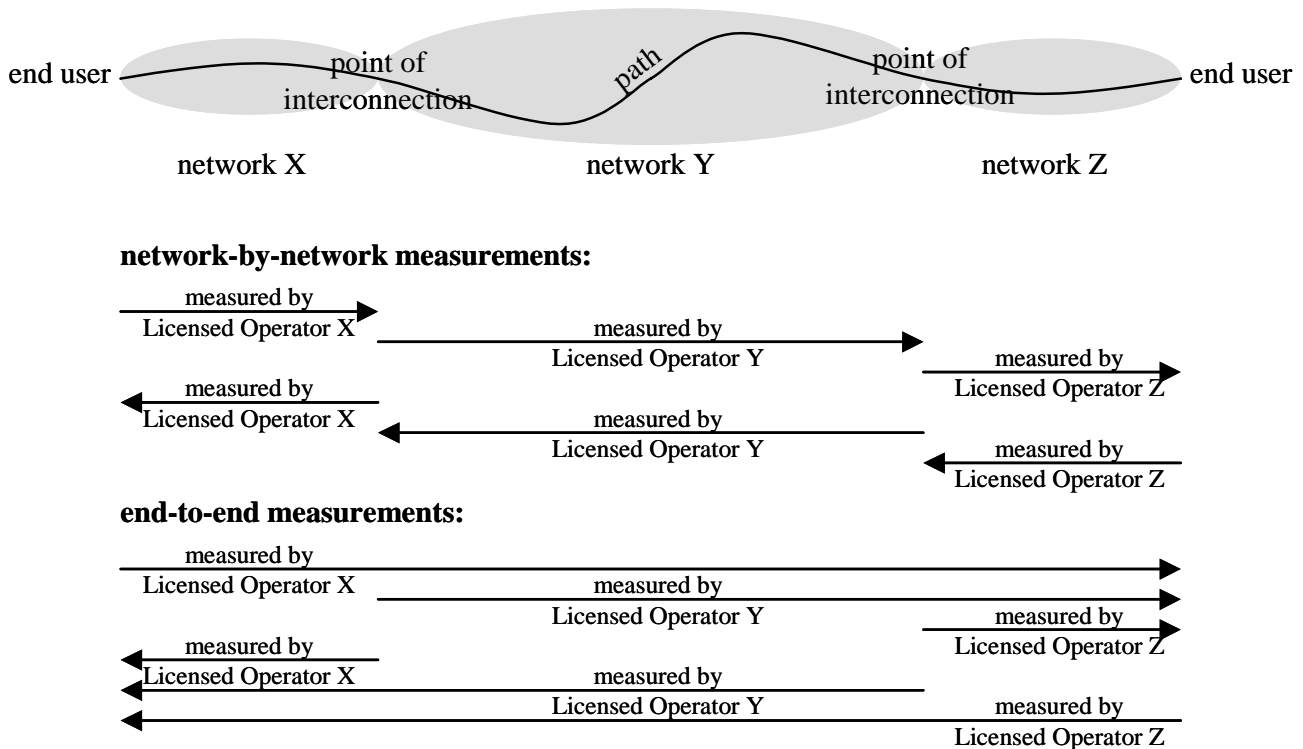 end user
point of
interconnection
path
point of
interconnection
end user
network X
network Y
network Z
network-by-network measurements:
measured by
Licensed Operator X
measured by
Licensed Operator Y
measured by
Licensed Operator Z
measured by
Licensed Operator X
measured by
Licensed Operator Y
measured by
Licensed Operator Z
end-to-end measurements:
measured by
Licensed Operator X
measured by
Licensed Operator Y
measured by
Licensed Operator Z
measured by
Licensed Operator X
measured by
Licensed Operator Y
measured by
Licensed Operator Z